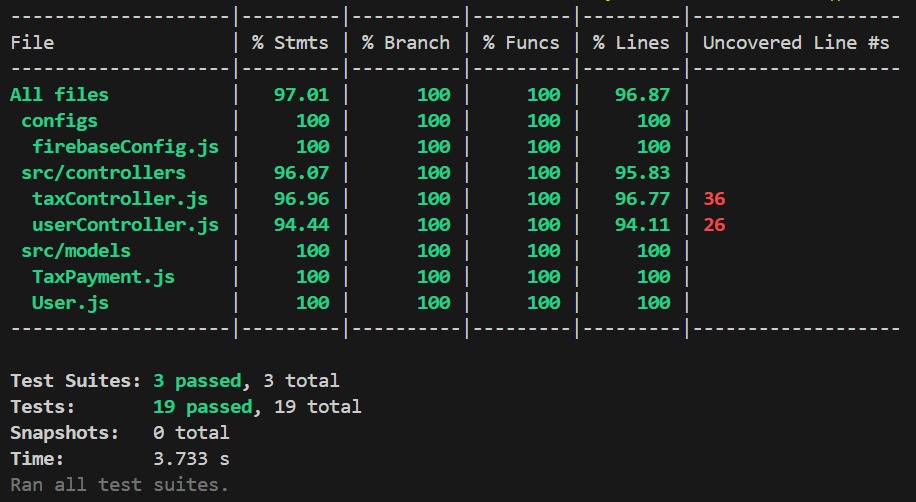 --------------------|---------|----------|---------|---------|-------------------
File                | % Stmts | % Branch | % Funcs | % Lines | Uncovered Line #s
--------------------|---------|----------|---------|---------|-------------------
All files           |   97.01 |      100 |     100 |   96.87 |
 configs            |     100 |      100 |     100 |     100 |
  firebaseConfig.js |     100 |      100 |     100 |     100 |
 src/controllers    |   96.07 |      100 |     100 |   95.83 |
  taxController.js  |   96.96 |      100 |     100 |   96.77 | 36
  userController.js |   94.44 |      100 |     100 |   94.11 | 26
 src/models         |     100 |      100 |     100 |     100 |
  TaxPayment.js     |     100 |      100 |     100 |     100 |
  User.js           |     100 |      100 |     100 |     100 |
--------------------|---------|----------|---------|---------|-------------------
Test Suites: 3 passed, 3 total
Tests:       19 passed, 19 total
Snapshots:   0 total
Time:        3.733 s
Ran all test suites.